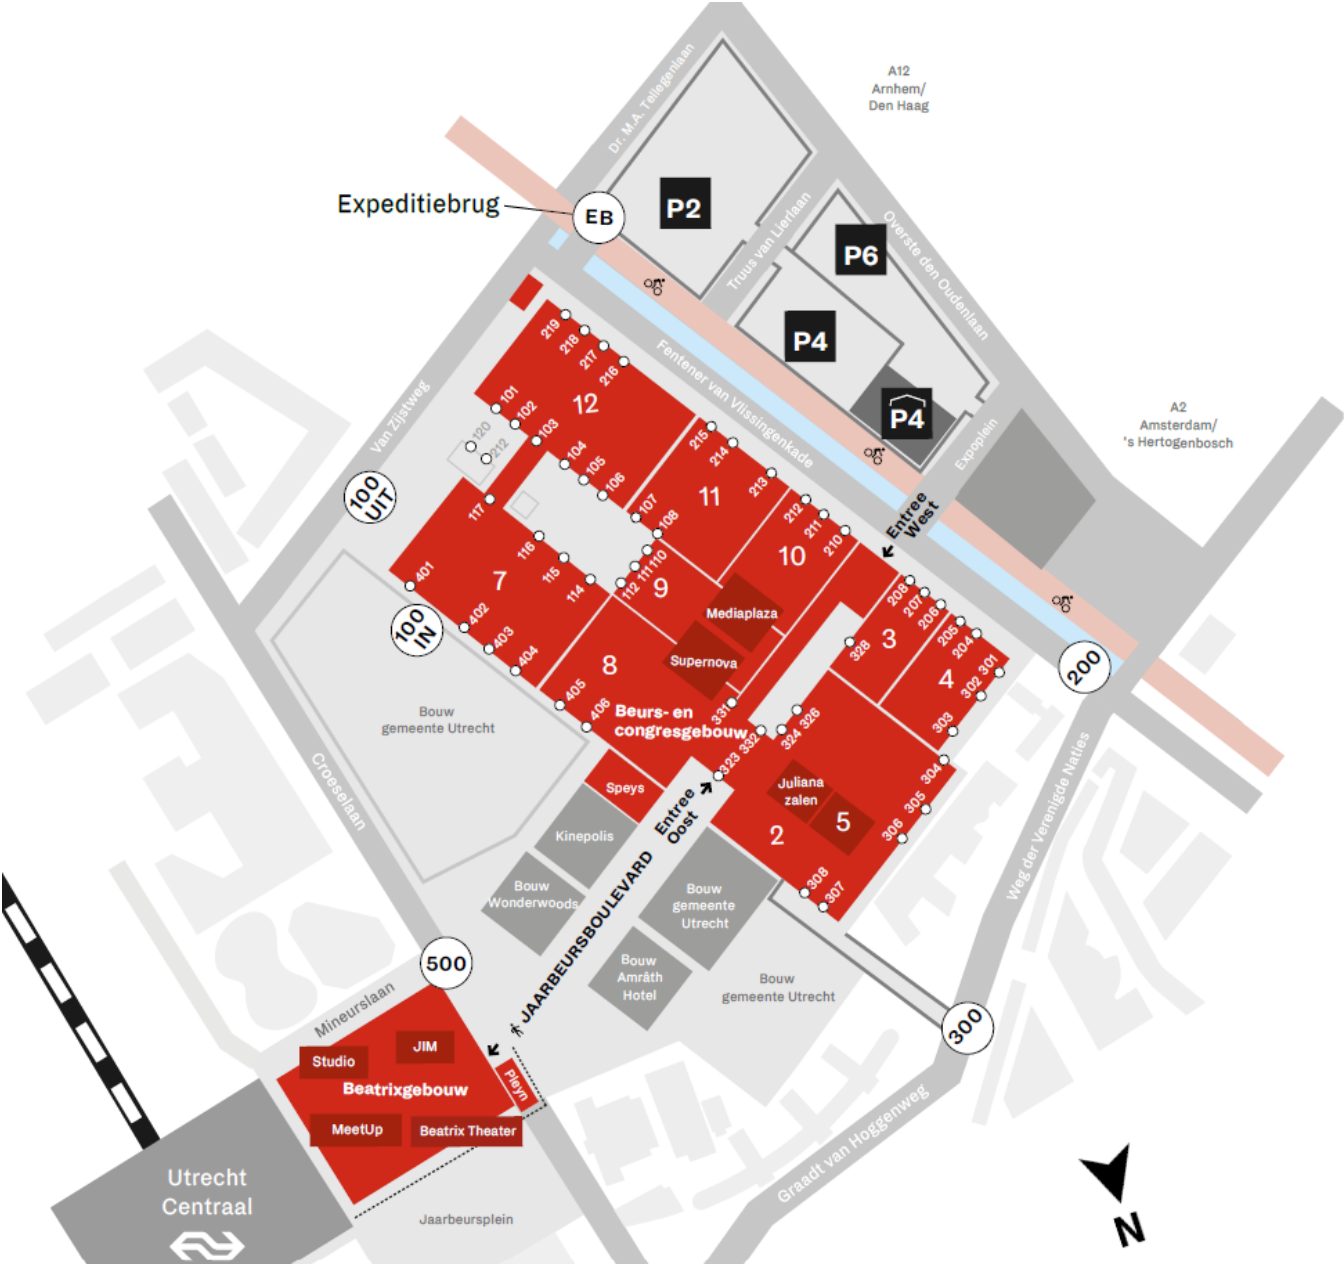 A12
Arnhem/
Den Haag
Dr. M.A. Tellegenlaan
Expeditiebrug
EB
P2
P6
P4
P4
Truus van Lierlaan
Overste den Oudenlaan
Expoplein
A2
Amsterdam/
's Hertogenbosch
Fentener van Vlissingenkade
Van Zijstweg
Entree
West
219
218
217
216
12
101
102
103
104
105
106
120
212
215
214
213
11
107
108
110
111
112
212
211
210
10
9
Mediaplaza
Supernova
117
116
115
114
7
100
UIT
100
IN
401
402
403
404
405
406
8
Beurs- en
congresgebouw
208
207
206
205
204
3
4
301
302
303
304
305
306
307
308
328
326
324
331
332
323
200
Juliana
zalen
5
2
Bouw
gemeente Utrecht
Croeselaan
Speys
Kinepolis
Bouw
Wonderwoods
Entree
Oost
JAARBEURSBOULEVARD
Bouw
gemeente
Utrecht
Bouw
Amrâth
Hotel
Bouw
gemeente Utrecht
Weg der Verenigde Naties
300
500
Mineurslaan
Studio
JIM
Beatrixgebouw
MeetUp
Beatrix Theater
Pleyn
Utrecht
Centraal
Jaarbeursplein
Graadt van Hoggenweg
N